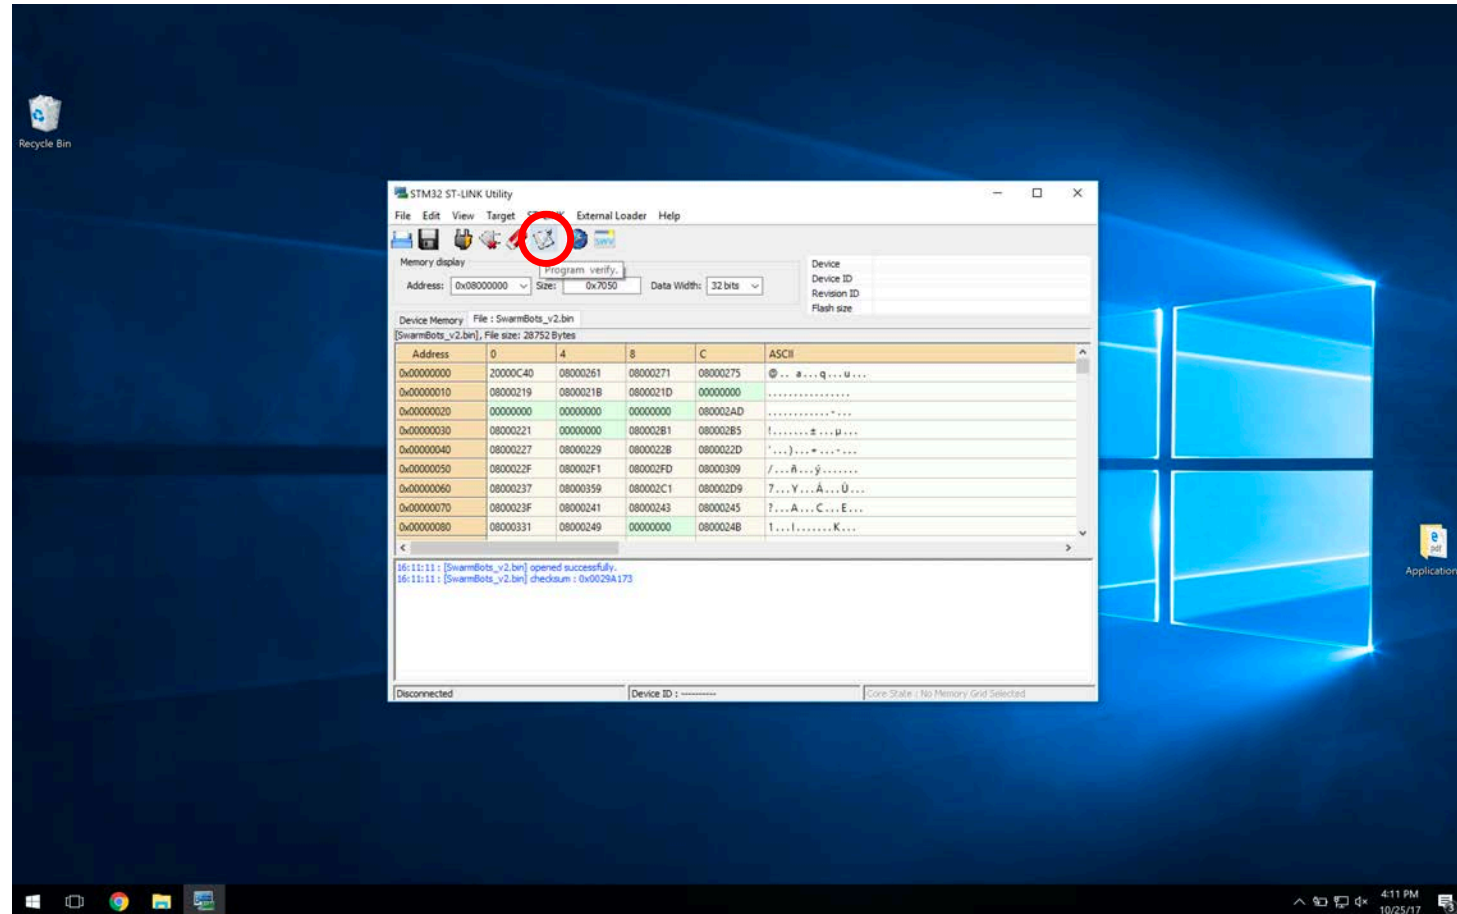 Recycle Bin
STM32 ST-LINK Utility
File Edit View Target External Loader Help
SWV
Memory display
Program verify.
Address: 0x08000000 Size: 0x7050 Data Width: 32 bits
Device
Device ID
Revision ID
Flash size
Device Memory File : SwarmBots_v2.bin
[SwarmBots_v2.bin], File size: 28752 Bytes
Address 0 4 8 C ASCII
0x00000000 20000C40 08000261 08000271 08000275 @.. a...q...u...
0x00000010 08000219 0800021B 0800021D 00000000 ................
0x00000020 00000000 00000000 00000000 080002AD ............-...
0x00000030 08000221 00000000 080002B1 080002B5 !.......±...µ...
0x00000040 08000227 08000229 0800022B 0800022D '...)...+...-...
0x00000050 0800022F 080002F1 080002FD 08000309 /...ñ...ý.......
0x00000060 08000237 08000359 080002C1 080002D9 7...Y...Á...Ù...
0x00000070 0800023F 08000241 08000243 08000245 ?...A...C...E...
0x00000080 08000331 08000249 00000000 0800024B 1...I.......K...
16:11:11 : [SwarmBots_v2.bin] opened successfully.
16:11:11 : [SwarmBots_v2.bin] checksum : 0x0029A173
Disconnected Device ID : ---------- Core State : No Memory Grid Selected
pdf
Application
4:11 PM
10/25/17
3